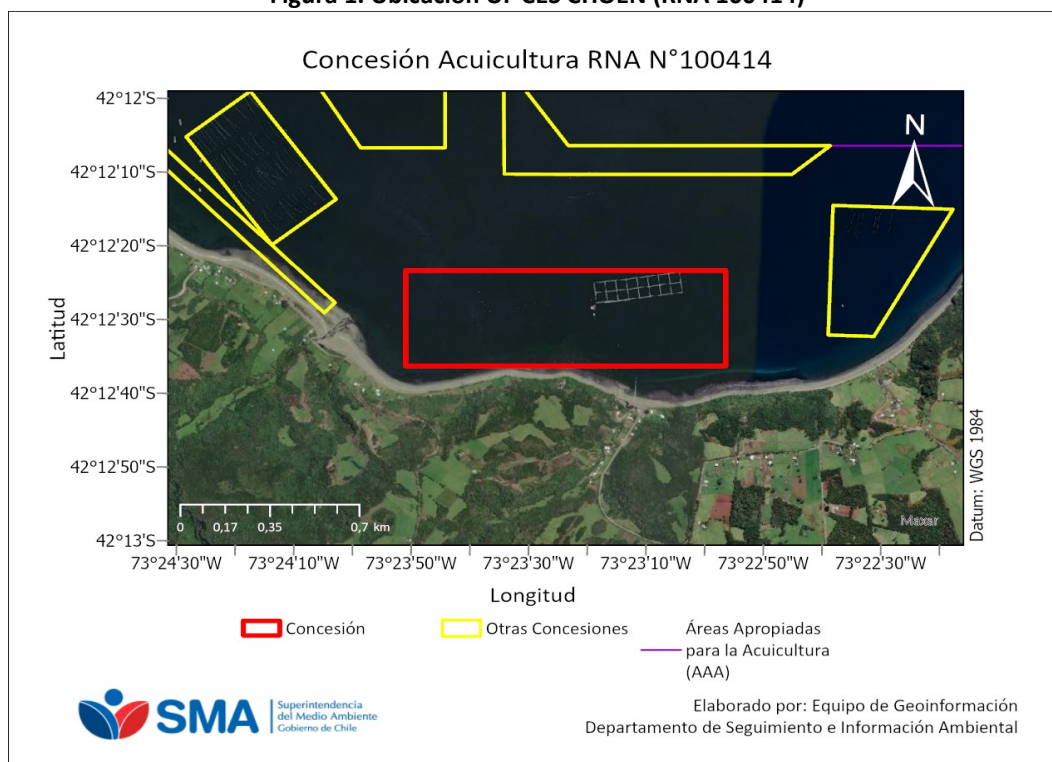 Figura 1. Ubicación UF CES CHOEN (RNA 100414)
Concesión Acuicultura RNA N°100414
42°12'S
42°12'10"S
42°12'20"S
42°12'30"S
42°12'40"S
42°12'50"S
42°13'S
Latitud
N
Datum: WGS 1984
Maxar
0 0,17 0,35 0,7 km
73°24'30"W 73°24'10"W 73°23'50"W 73°23'30"W 73°23'10"W 73°22'50"W 73°22'30"W
Longitud
Concesión
Otras Concesiones
Áreas Apropiadas
para la Acuicultura
(AAA)
SMA
Superintendencia
del Medio Ambiente
Gobierno de Chile
Elaborado por: Equipo de Geoinformación
Departamento de Seguimiento e Información Ambiental